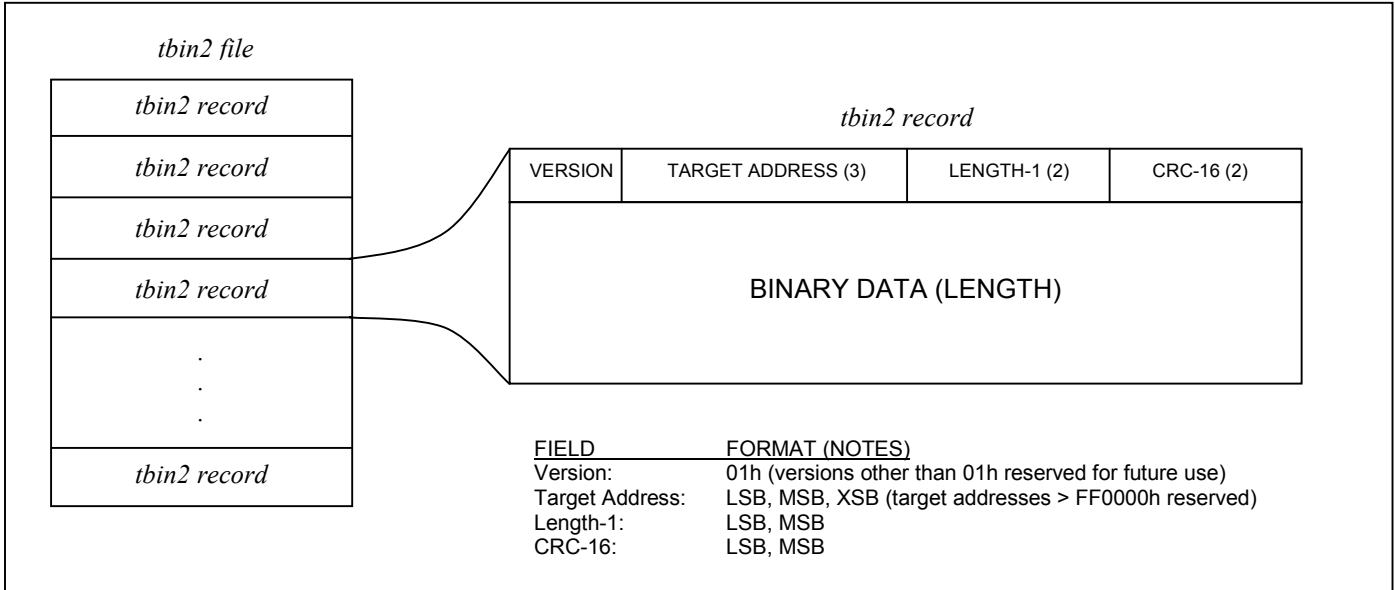 tbin2 file
tbin2 record
tbin2 record
tbin2 record
tbin2 record
.
.
.
tbin2 record
tbin2 record
VERSION TARGET ADDRESS (3) LENGTH-1 (2) CRC-16 (2)
BINARY DATA (LENGTH)
FIELD FORMAT (NOTES)
Version: 01h (versions other than 01h reserved for future use)
Target Address: LSB, MSB, XSB (target addresses > FF0000h reserved)
Length-1: LSB, MSB
CRC-16: LSB, MSB